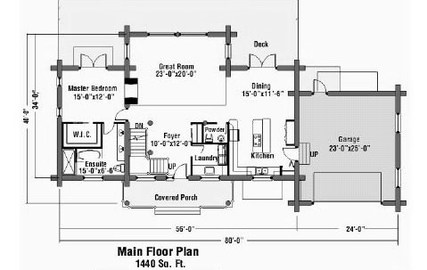 Great Room
23'-0"x20'-0"
Deck
Master Bedroom
15'-0"x12'-0"
Dining
15'-0"x11'-6"
34'-0"
W.I.C.
DN
Foyer
10'-0"x12'-0"
Powder
Laundry
Kitchen
UP
Garage
23'-0"x25'-0"
Ensuite
15'-0"x6'-6"
UP
Covered Porch
56'-0"
24'-0"
80'-0"
Main Floor Plan
1440 Sq. Ft.